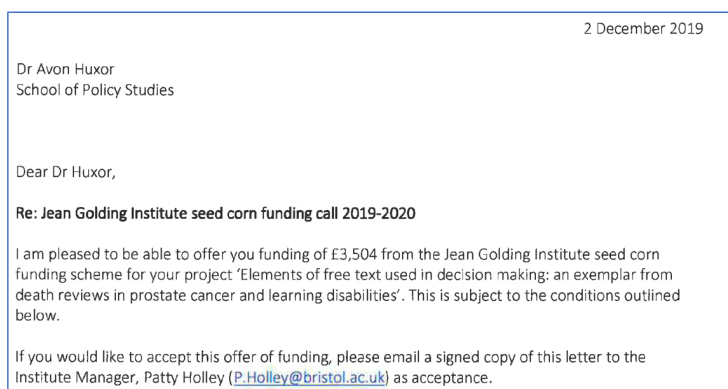 2 December 2019
Dr Avon Huxor
School of Policy Studies
Dear Dr Huxor,
Re: Jean Golding Institute seed corn funding call 2019-2020
I am pleased to be able to offer you funding of £3,504 from the Jean Golding Institute seed corn
funding scheme for your project 'Elements of free text used in decision making: an exemplar from
death reviews in prostate cancer and learning disabilities'. This is subject to the conditions outlined
below.
If you would like to accept this offer of funding, please email a signed copy of this letter to the
Institute Manager, Patty Holley (P.Holley@bristol.ac.uk) as acceptance.